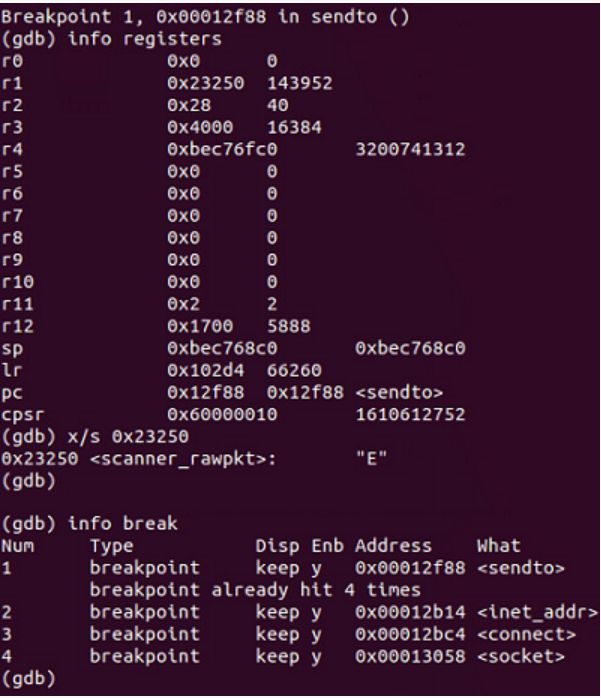 Breakpoint 1, 0x00012f88 in sendto ()
(gdb) info registers
r0 0x0 0
r1 0x23250 143952
r2 0x28 40
r3 0x4000 16384
r4 0xbec76fc0 3200741312
r5 0x0 0
r6 0x0 0
r7 0x0 0
r8 0x0 0
r9 0x0 0
r10 0x0 0
r11 0x2 2
r12 0x1700 5888
sp 0xbec768c0 0xbec768c0
lr 0x102d4 66260
pc 0x12f88 0x12f88 <sendto>
cpsr 0x60000010 1610612752
(gdb) x/s 0x23250
0x23250 <scanner_rawpkt>: "E"
(gdb)
(gdb) info break
Num Type Disp Enb Address What
1 breakpoint keep y 0x00012f88 <sendto>
breakpoint already hit 4 times
2 breakpoint keep y 0x00012b14 <inet_addr>
3 breakpoint keep y 0x00012bc4 <connect>
4 breakpoint keep y 0x00013058 <socket>
(gdb)